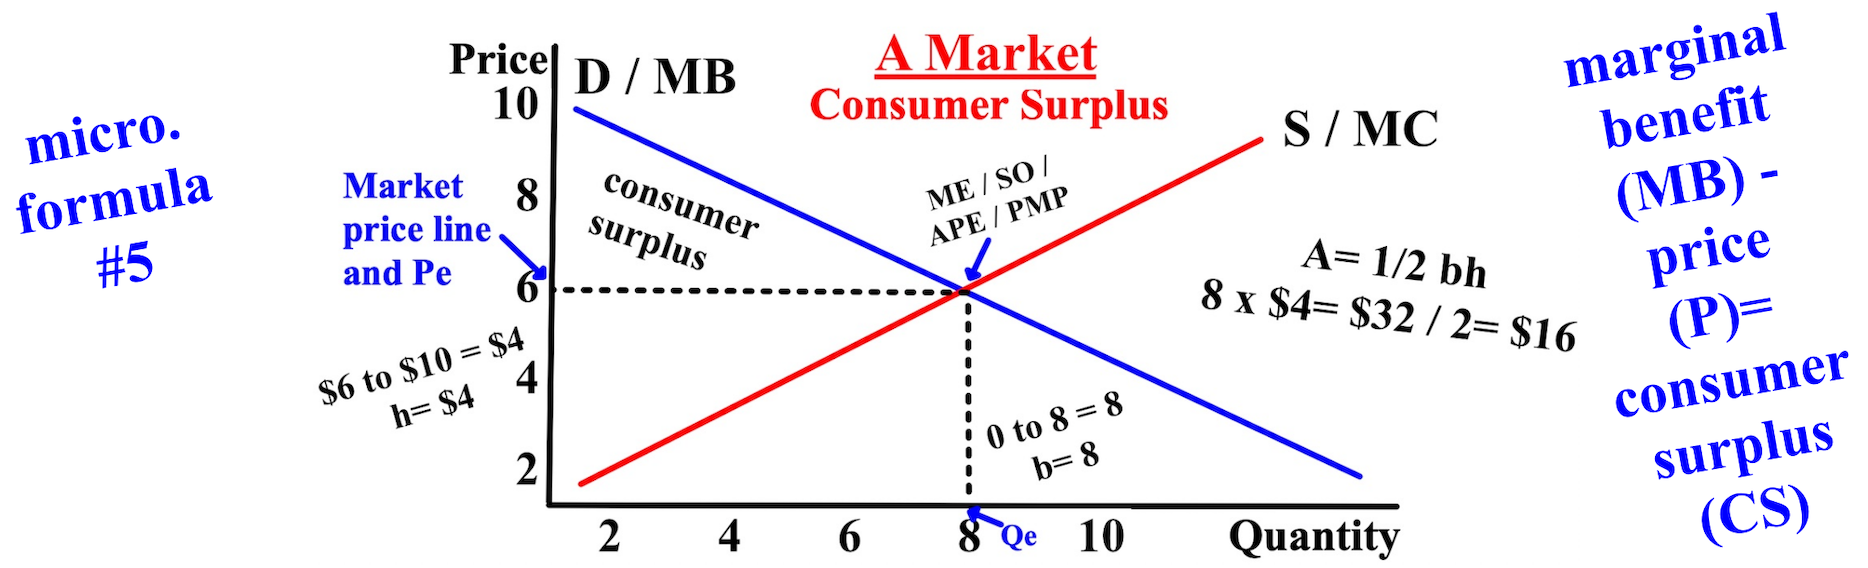 micro.
formula
#5
Price
10
8
6
4
2
D / MB
A Market
Consumer Surplus
S / MC
Market
price line
and Pe
consumer
surplus
ME / SO /
APE / PMP
A= 1/2 bh
8 x $4= $32 / 2= $16
$6 to $10 = $4
h= $4
0 to 8 = 8
b= 8
2 4 6 8 10
Qe
Quantity
marginal
benefit
(MB) -
price
(P)=
consumer
surplus
(CS)